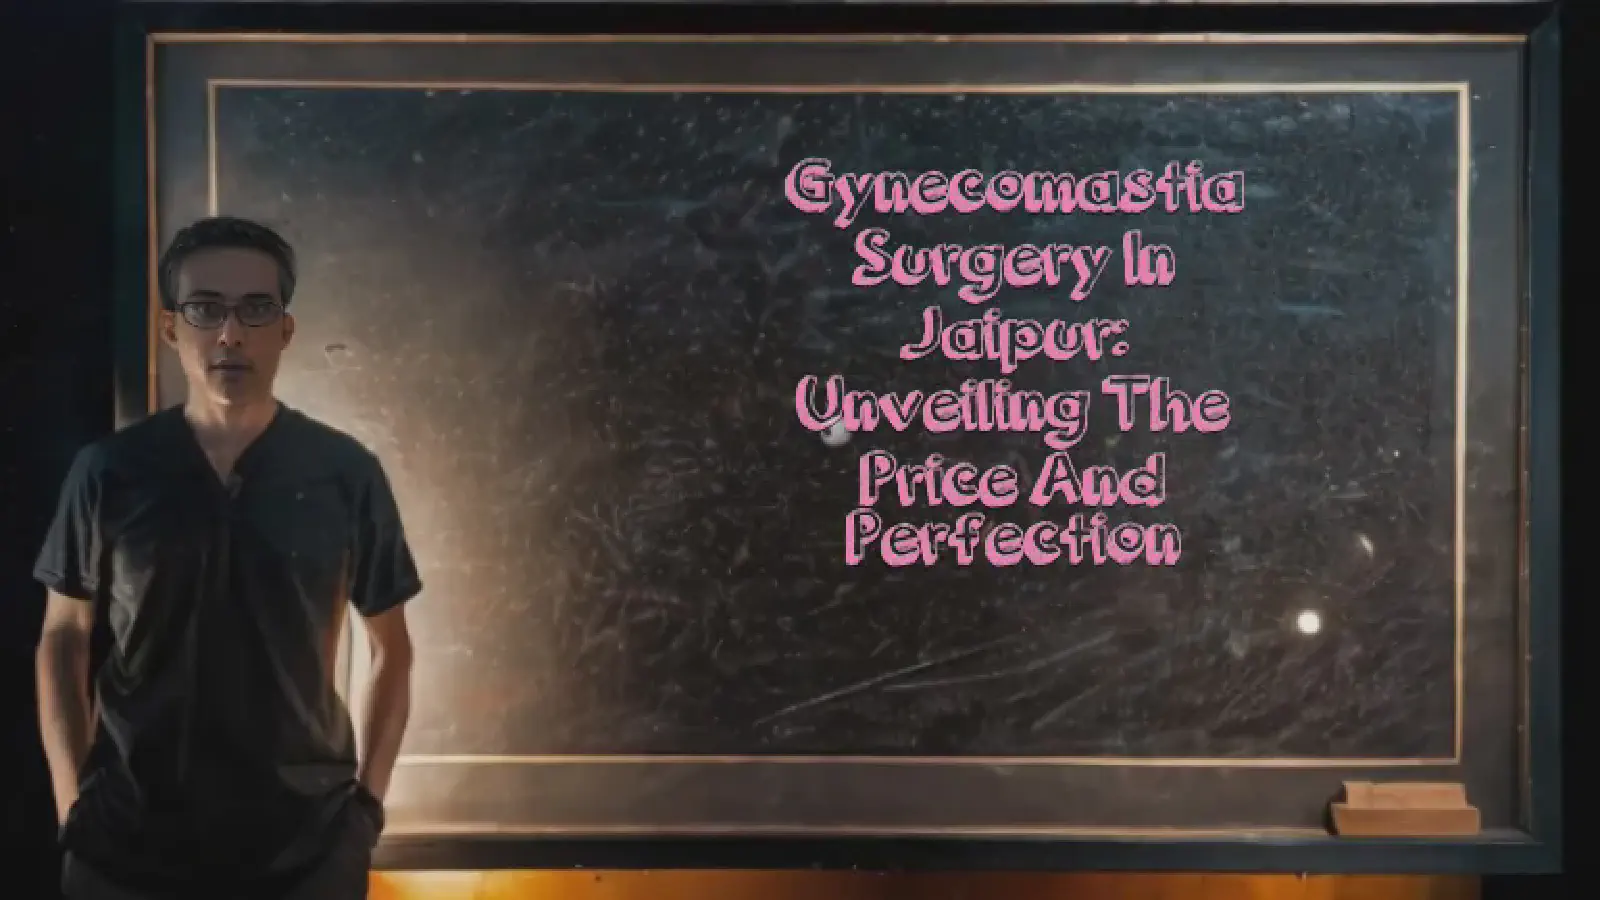 Gynecomastia
Surgery In
Jaipur:
Unveiling The
Price And
Perfection